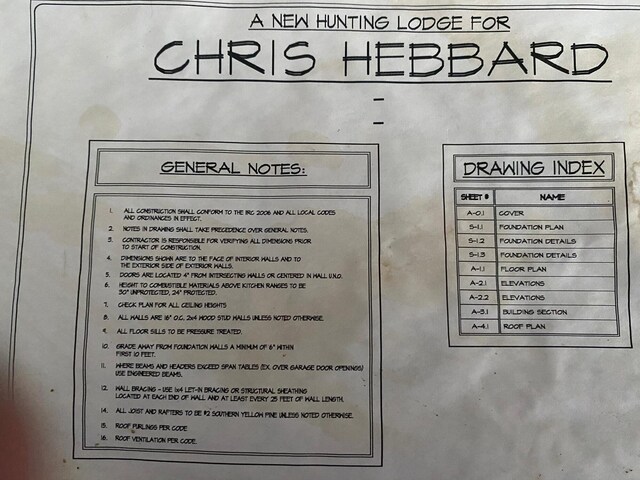 A NEW HUNTING LODGE FOR
CHRIS HEBBARD
–
–
GENERAL NOTES:
1. ALL CONSTRUCTION SHALL CONFORM TO THE IRC 2006 AND ALL LOCAL CODES
AND ORDINANCES IN EFFECT.
2. NOTES IN DRAWING SHALL TAKE PRECEDENCE OVER GENERAL NOTES.
3. CONTRACTOR IS RESPONSIBLE FOR VERIFYING ALL DIMENSIONS PRIOR
TO START OF CONSTRUCTION.
4. DIMENSIONS SHOWN ARE TO THE FACE OF INTERIOR WALLS AND TO
THE EXTERIOR SIDE OF EXTERIOR WALLS.
5. DOORS ARE LOCATED 4" FROM INTERSECTING WALLS OR CENTERED IN WALL U.N.O.
6. HEIGHT TO COMBUSTIBLE MATERIALS ABOVE KITCHEN RANGES TO BE
30" UNPROTECTED, 24" PROTECTED.
7. CHECK PLAN FOR ALL CEILING HEIGHTS
8. ALL WALLS ARE 16" O.C. 2x4 WOOD STUD WALLS UNLESS NOTED OTHERWISE.
9. ALL FLOOR SILLS TO BE PRESSURE TREATED.
10. GRADE AWAY FROM FOUNDATION WALLS A MINIMUM OF 6" WITHIN
FIRST 10 FEET.
11. WHERE BEAMS AND HEADERS EXCEED SPAN TABLES (EX. OVER GARAGE DOOR OPENINGS)
USE ENGINEERED BEAMS.
12. WALL BRACING - USE 1x4 LET-IN BRACING OR STRUCTURAL SHEATHING
LOCATED AT EACH END OF WALL AND AT LEAST EVERY 25 FEET OF WALL LENGTH.
14. ALL JOIST AND RAFTERS TO BE #2 SOUTHERN YELLOW PINE UNLESS NOTED OTHERWISE.
15. ROOF PURLINGS PER CODE
16. ROOF VENTILATION PER CODE.
DRAWING INDEX
SHEET # NAME
A-0.1 COVER
S-1.1 FOUNDATION PLAN
S-1.2 FOUNDATION DETAILS
S-1.3 FOUNDATION DETAILS
A-1.1 FLOOR PLAN
A-2.1 ELEVATIONS
A-2.2 ELEVATIONS
A-3.1 BUILDING SECTION
A-4.1 ROOF PLAN